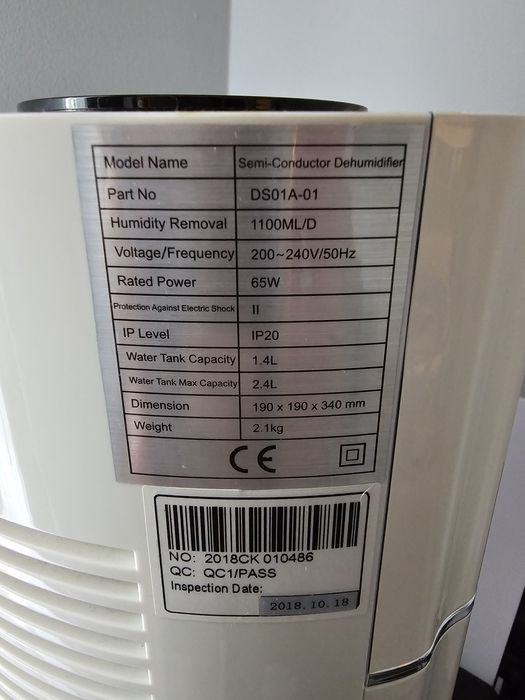 Model Name Semi-Conductor Dehumidifier
Part No DS01A-01
Humidity Removal 1100ML/D
Voltage/Frequency 200~240V/50Hz
Rated Power 65W
Protection Against Electric Shock II
IP Level IP20
Water Tank Capacity 1.4L
Water Tank Max Capacity 2.4L
Dimension 190 x 190 x 340 mm
Weight 2.1kg
CE
NO: 2018CK 010486
QC: QC1/PASS
Inspection Date:
2018.10.18